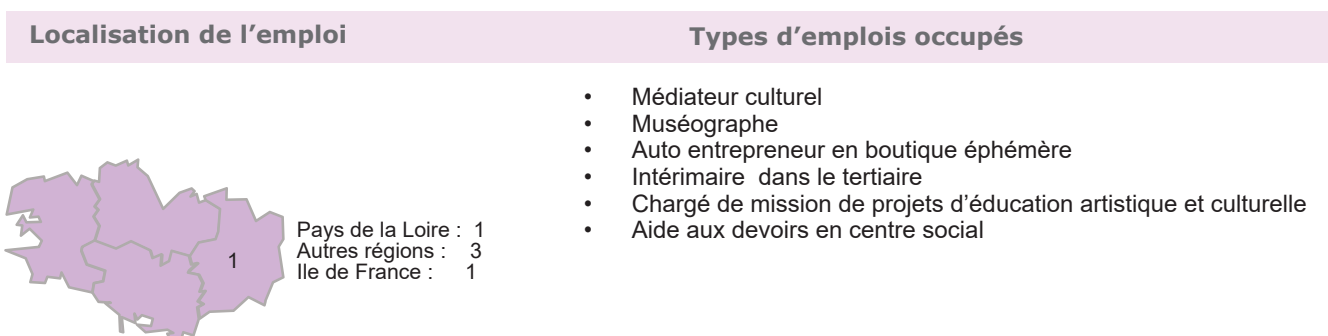 Localisation de l’emploi
Types d’emplois occupés
• Médiateur culturel
• Muséographe
• Auto entrepreneur en boutique éphémère
• Intérimaire dans le tertiaire
• Chargé de mission de projets d’éducation artistique et culturelle
• Aide aux devoirs en centre social
1
Pays de la Loire : 1
Autres régions : 3
Ile de France : 1